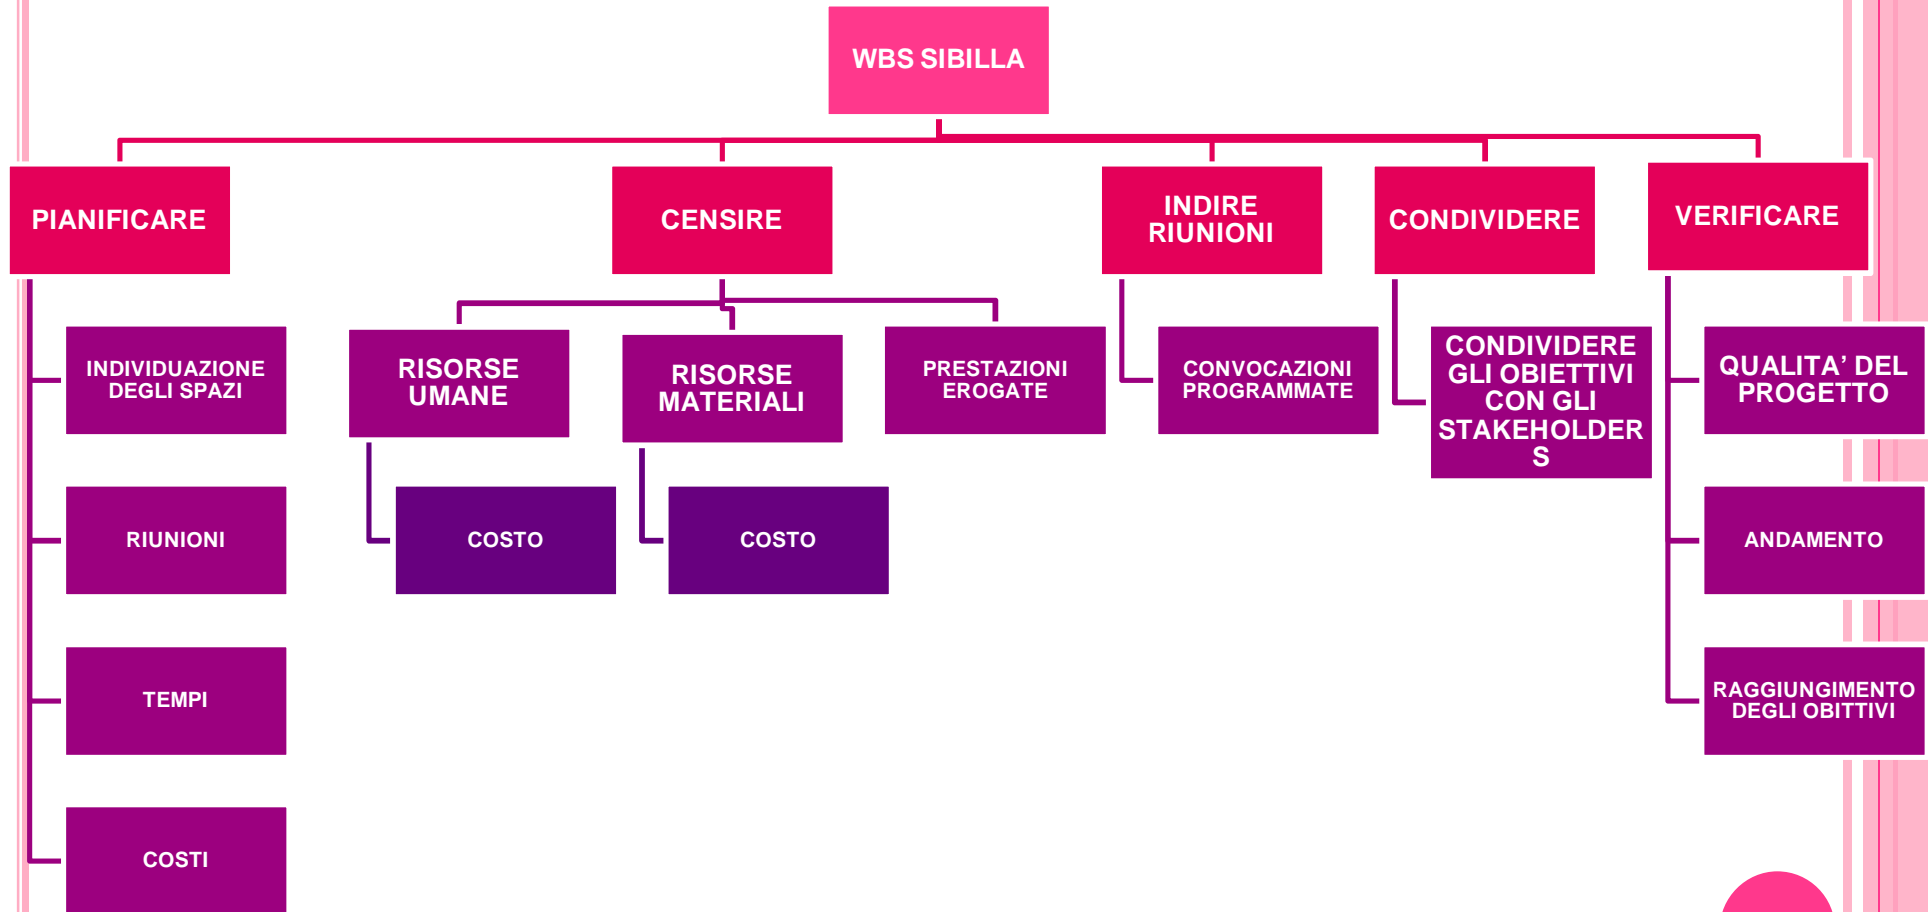 WBS SIBILLA
PIANIFICARE
CENSIRE
INDIRE
RIUNIONI
CONDIVIDERE
VERIFICARE
INDIVIDUAZIONE
DEGLI SPAZI
RISORSE
UMANE
RISORSE
MATERIALI
PRESTAZIONI
EROGATE
CONVOCAZIONI
PROGRAMMATE
CONDIVIDERE
GLI OBIETTIVI
CON GLI
STAKEHOLDER
S
QUALITA’ DEL
PROGETTO
RIUNIONI
COSTO
COSTO
ANDAMENTO
TEMPI
RAGGIUNGIMENTO
DEGLI OBITTIVI
COSTI